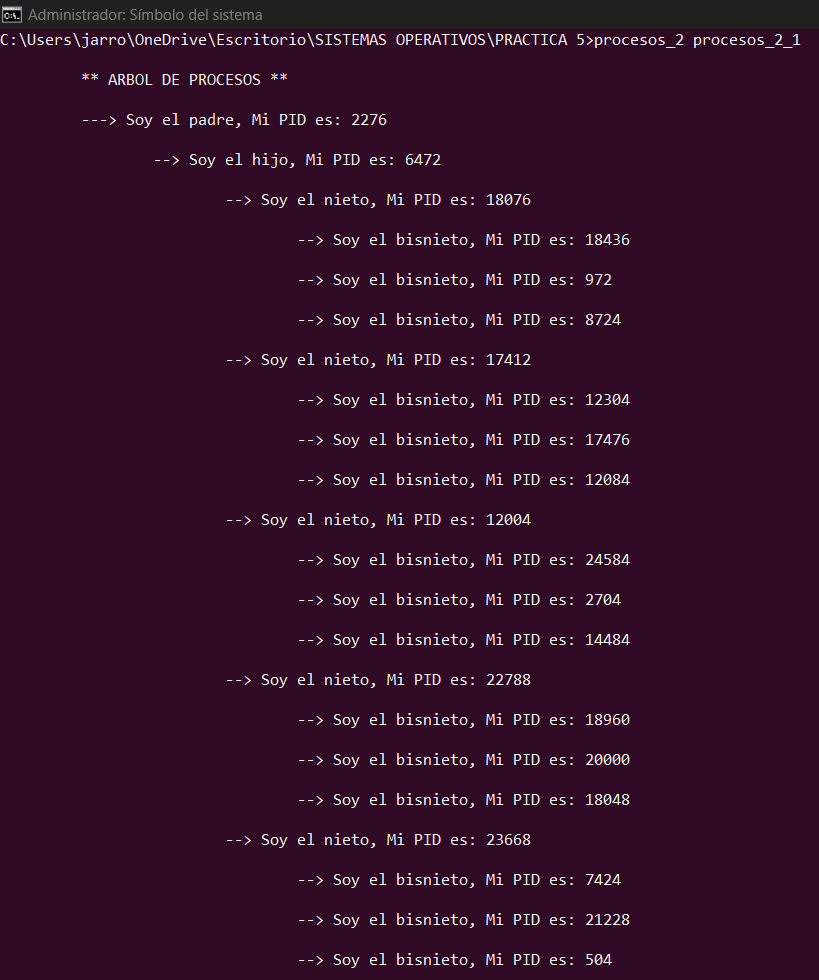 Administrador: Símbolo del sistema
C:\Users\jarro\OneDrive\Escritorio\SISTEMAS OPERATIVOS\PRACTICA 5>procesos_2 procesos_2_1
** ARBOL DE PROCESOS **
---> Soy el padre, Mi PID es: 2276
--> Soy el hijo, Mi PID es: 6472
--> Soy el nieto, Mi PID es: 18076
--> Soy el bisnieto, Mi PID es: 18436
--> Soy el bisnieto, Mi PID es: 972
--> Soy el bisnieto, Mi PID es: 8724
--> Soy el nieto, Mi PID es: 17412
--> Soy el bisnieto, Mi PID es: 12304
--> Soy el bisnieto, Mi PID es: 17476
--> Soy el bisnieto, Mi PID es: 12084
--> Soy el nieto, Mi PID es: 12004
--> Soy el bisnieto, Mi PID es: 24584
--> Soy el bisnieto, Mi PID es: 2704
--> Soy el bisnieto, Mi PID es: 14484
--> Soy el nieto, Mi PID es: 22788
--> Soy el bisnieto, Mi PID es: 18960
--> Soy el bisnieto, Mi PID es: 20000
--> Soy el bisnieto, Mi PID es: 18048
--> Soy el nieto, Mi PID es: 23668
--> Soy el bisnieto, Mi PID es: 7424
--> Soy el bisnieto, Mi PID es: 21228
--> Soy el bisnieto, Mi PID es: 504